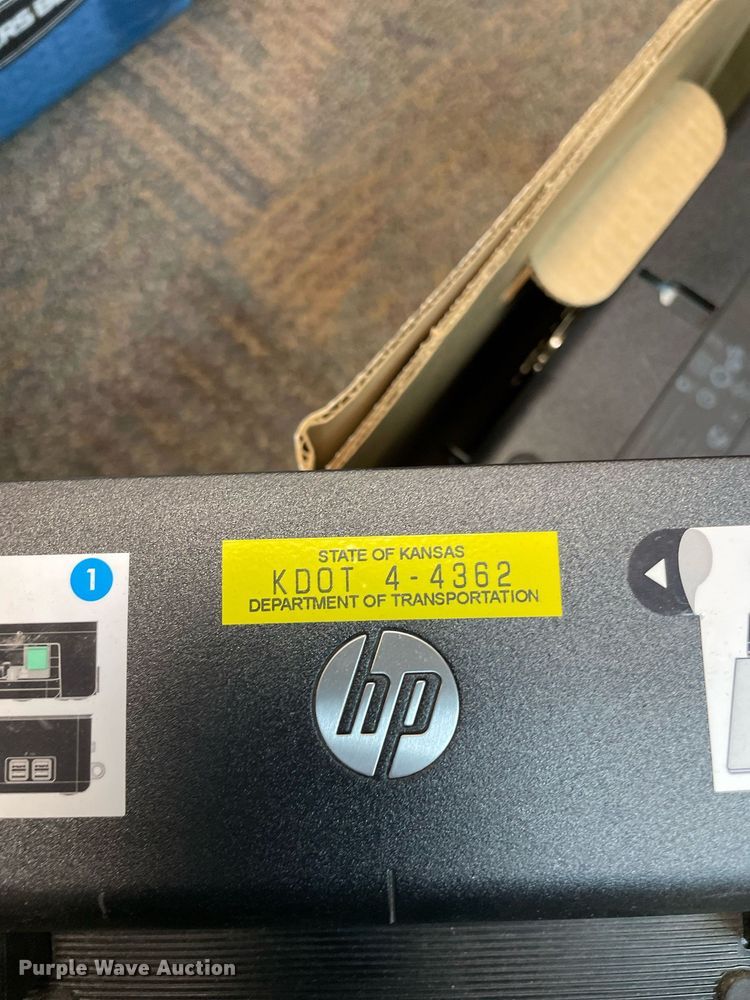 1
STATE OF KANSAS
KDOT 4-4362
DEPARTMENT OF TRANSPORTATION
hp
Purple Wave Auction